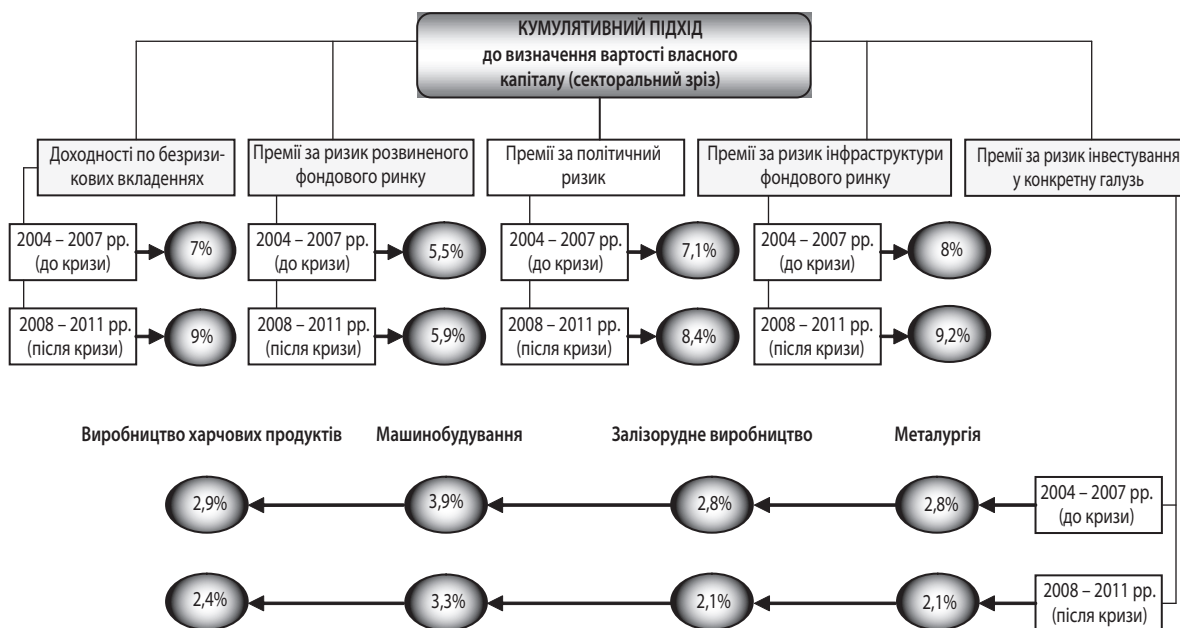 КУМУЛЯТИВНИЙ ПІДХІД
до визначення вартості власного
капіталу (секторальний зріз)
Доходності по безризи-
кових вкладеннях
Премії за ризик розвиненого
фондового ринку
Премії за політичний
ризик
Премії за ризик інфраструктури
фондового ринку
Премії за ризик інвестування
у конкретну галузь
2004 – 2007 рр.
(до кризи)
7%
2004 – 2007 рр.
(до кризи)
5,5%
2004 – 2007 рр.
(до кризи)
7,1%
2004 – 2007 рр.
(до кризи)
8%
2008 – 2011 рр.
(після кризи)
9%
2008 – 2011 рр.
(після кризи)
5,9%
2008 – 2011 рр.
(після кризи)
8,4%
2008 – 2011 рр.
(після кризи)
9,2%
Виробництво харчових продуктів
Машинобудування
Залізорудне виробництво
Металургія
2,9%
3,9%
2,8%
2,8%
2004 – 2007 рр.
(до кризи)
2,4%
3,3%
2,1%
2,1%
2008 – 2011 рр.
(після кризи)